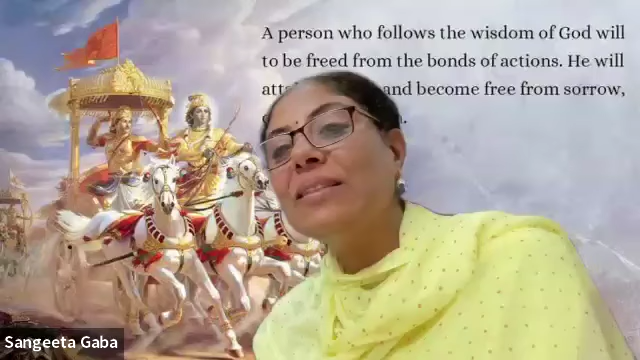 A person who follows the wisdom of God will
to be freed from the bonds of actions. He will
and become free from sorrow,
Sangeeta Gaba